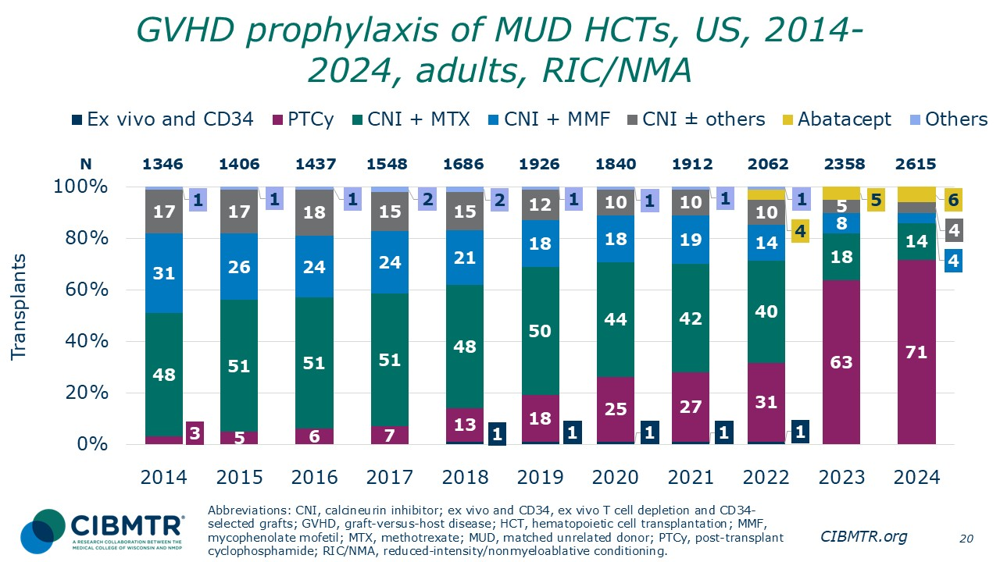 GVHD prophylaxis of MUD HCTs, US, 2014-
2024, adults, RIC/NMA
Ex vivo and CD34 PTCy CNI + MTX CNI + MMF CNI ± others Abatacept Others
N 1346 1406 1437 1548 1686 1926 1840 1912 2062 2358 2615
Transplants
100%
80%
60%
40%
20%
0%
1 1 1 2 2 1 1 1 1 5 6
17 17 18 15 15 12 10 10 10 5 4
4
31 26 24 24 21 18 18 19 14 8 4
48 51 51 51 48 50 44 42 40 18 14
3 5 6 7 13 18 25 27 31 63 71
1 1 1 1 1
2014 2015 2016 2017 2018 2019 2020 2021 2022 2023 2024
CIBMTR®
A RESEARCH COLLABORATION BETWEEN THE
MEDICAL COLLEGE OF WISCONSIN AND NMDP
Abbreviations: CNI, calcineurin inhibitor; ex vivo and CD34, ex vivo T cell depletion and CD34-
selected grafts; GVHD, graft-versus-host disease; HCT, hematopoietic cell transplantation; MMF,
mycophenolate mofetil; MTX, methotrexate; MUD, matched unrelated donor; PTCy, post-transplant
cyclophosphamide; RIC/NMA, reduced-intensity/nonmyeloablative conditioning.
CIBMTR.org
20